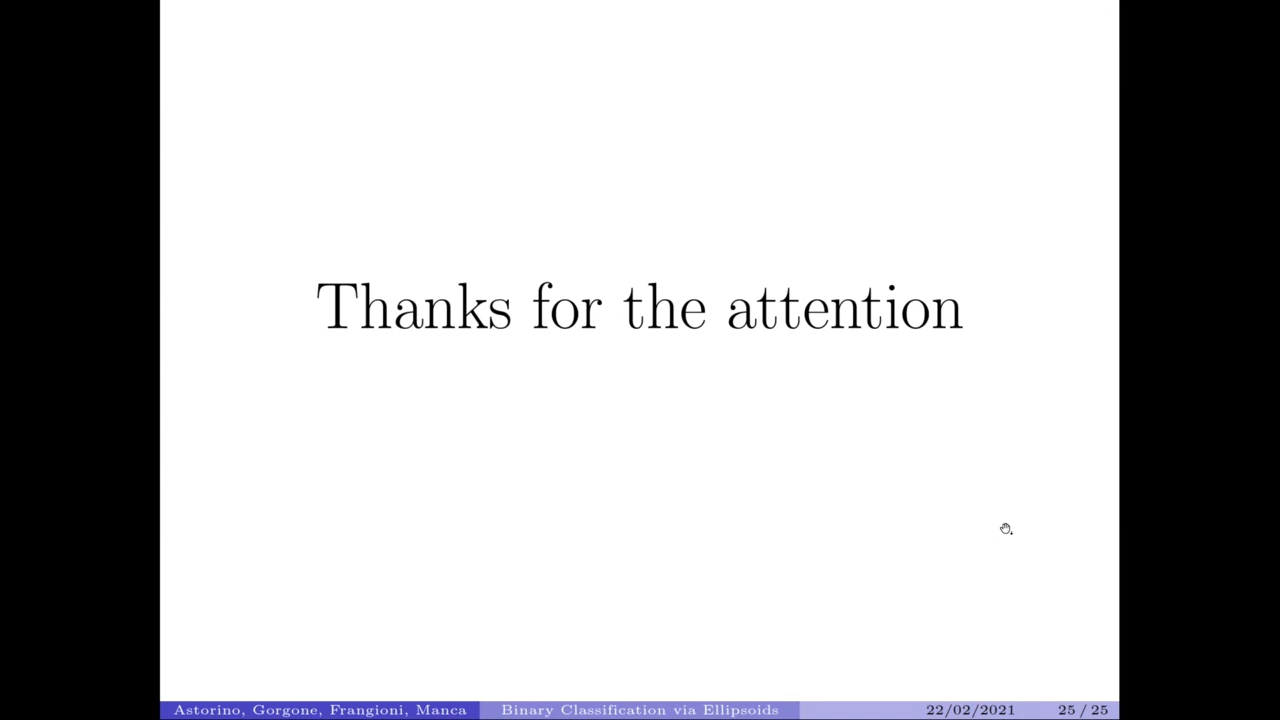 Thanks for the attention
Astorino, Gorgone, Frangioni, Manca Binary Classification via Ellipsoids 22/02/2021 25 / 25